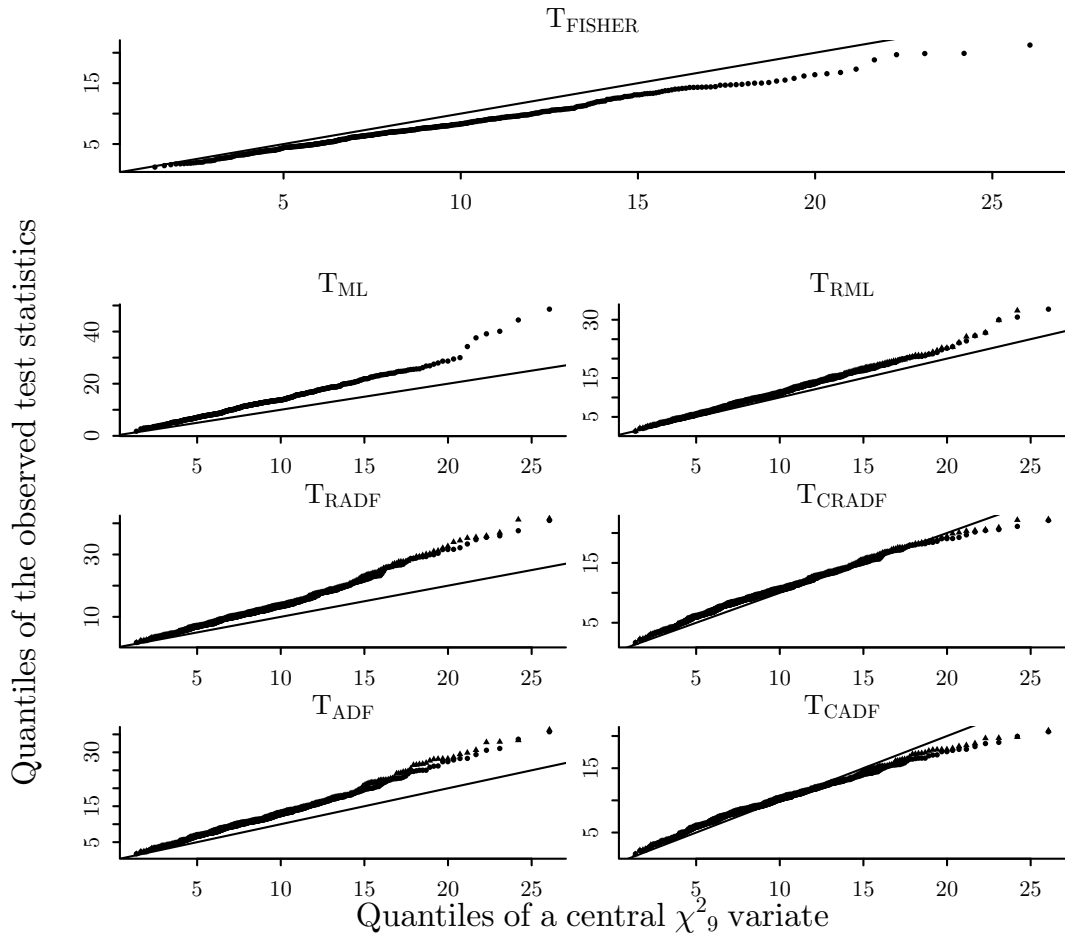 T_FISHER
15
5
5 10 15 20 25
Quantiles of the observed test statistics
T_ML
40
20
0
5 10 15 20 25
T_RML
30
15
5
5 10 15 20 25
T_RADF
30
10
5 10 15 20 25
T_CRADF
15
5
5 10 15 20 25
T_ADF
30
15
5
5 10 15 20 25
T_CADF
15
5
5 10 15 20 25
Quantiles of a central χ²₉ variate